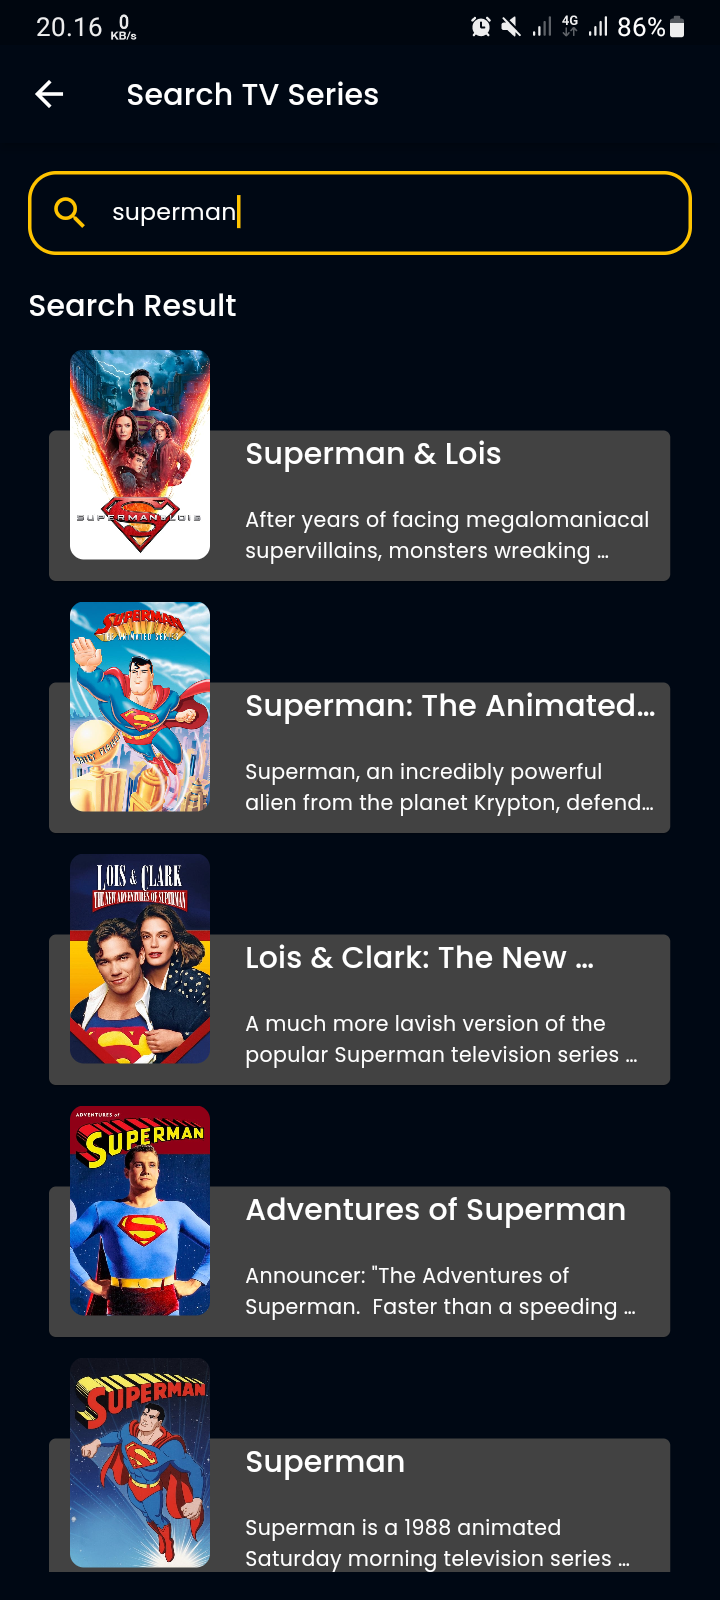 20.16 0 KB/s 4G 86%
Search TV Series
superman
Search Result
SUPERMAN & LOIS
Superman & Lois
After years of facing megalomaniacal
supervillains, monsters wreaking ...
SUPERMAN
THE ANIMATED SERIES
DAILY PLANET
Superman: The Animated...
Superman, an incredibly powerful
alien from the planet Krypton, defend...
LOIS & CLARK
THE NEW ADVENTURES OF SUPERMAN
Lois & Clark: The New ...
A much more lavish version of the
popular Superman television series ...
ADVENTURES of
SUPERMAN
Adventures of Superman
Announcer: "The Adventures of
Superman.  Faster than a speeding ...
SUPERMAN
Superman
Superman is a 1988 animated
Saturday morning television series ...